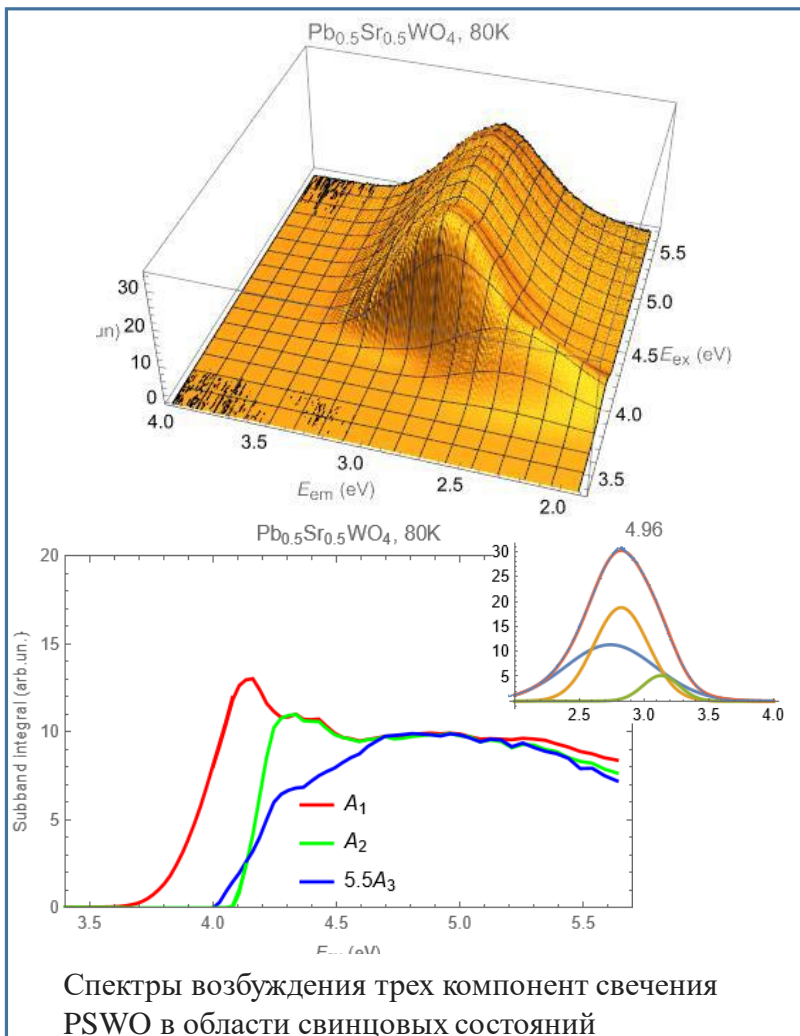 Pb0.5Sr0.5WO4, 80K
30
20
10
0
un)
4.0
3.5
3.0
2.5
2.0
Eem (eV)
5.5
5.0
4.5
4.0
3.5
Eex (eV)
Pb0.5Sr0.5WO4, 80K
20
15
10
5
0
Subband integral (arb.un.)
3.5 4.0 4.5 5.0 5.5
(eV)
A1
A2
5.5A3
4.96
30
25
20
15
10
5
2.5 3.0 3.5 4.0
Спектры возбуждения трех компонент свечения
PSWO в области свинцовых состояний